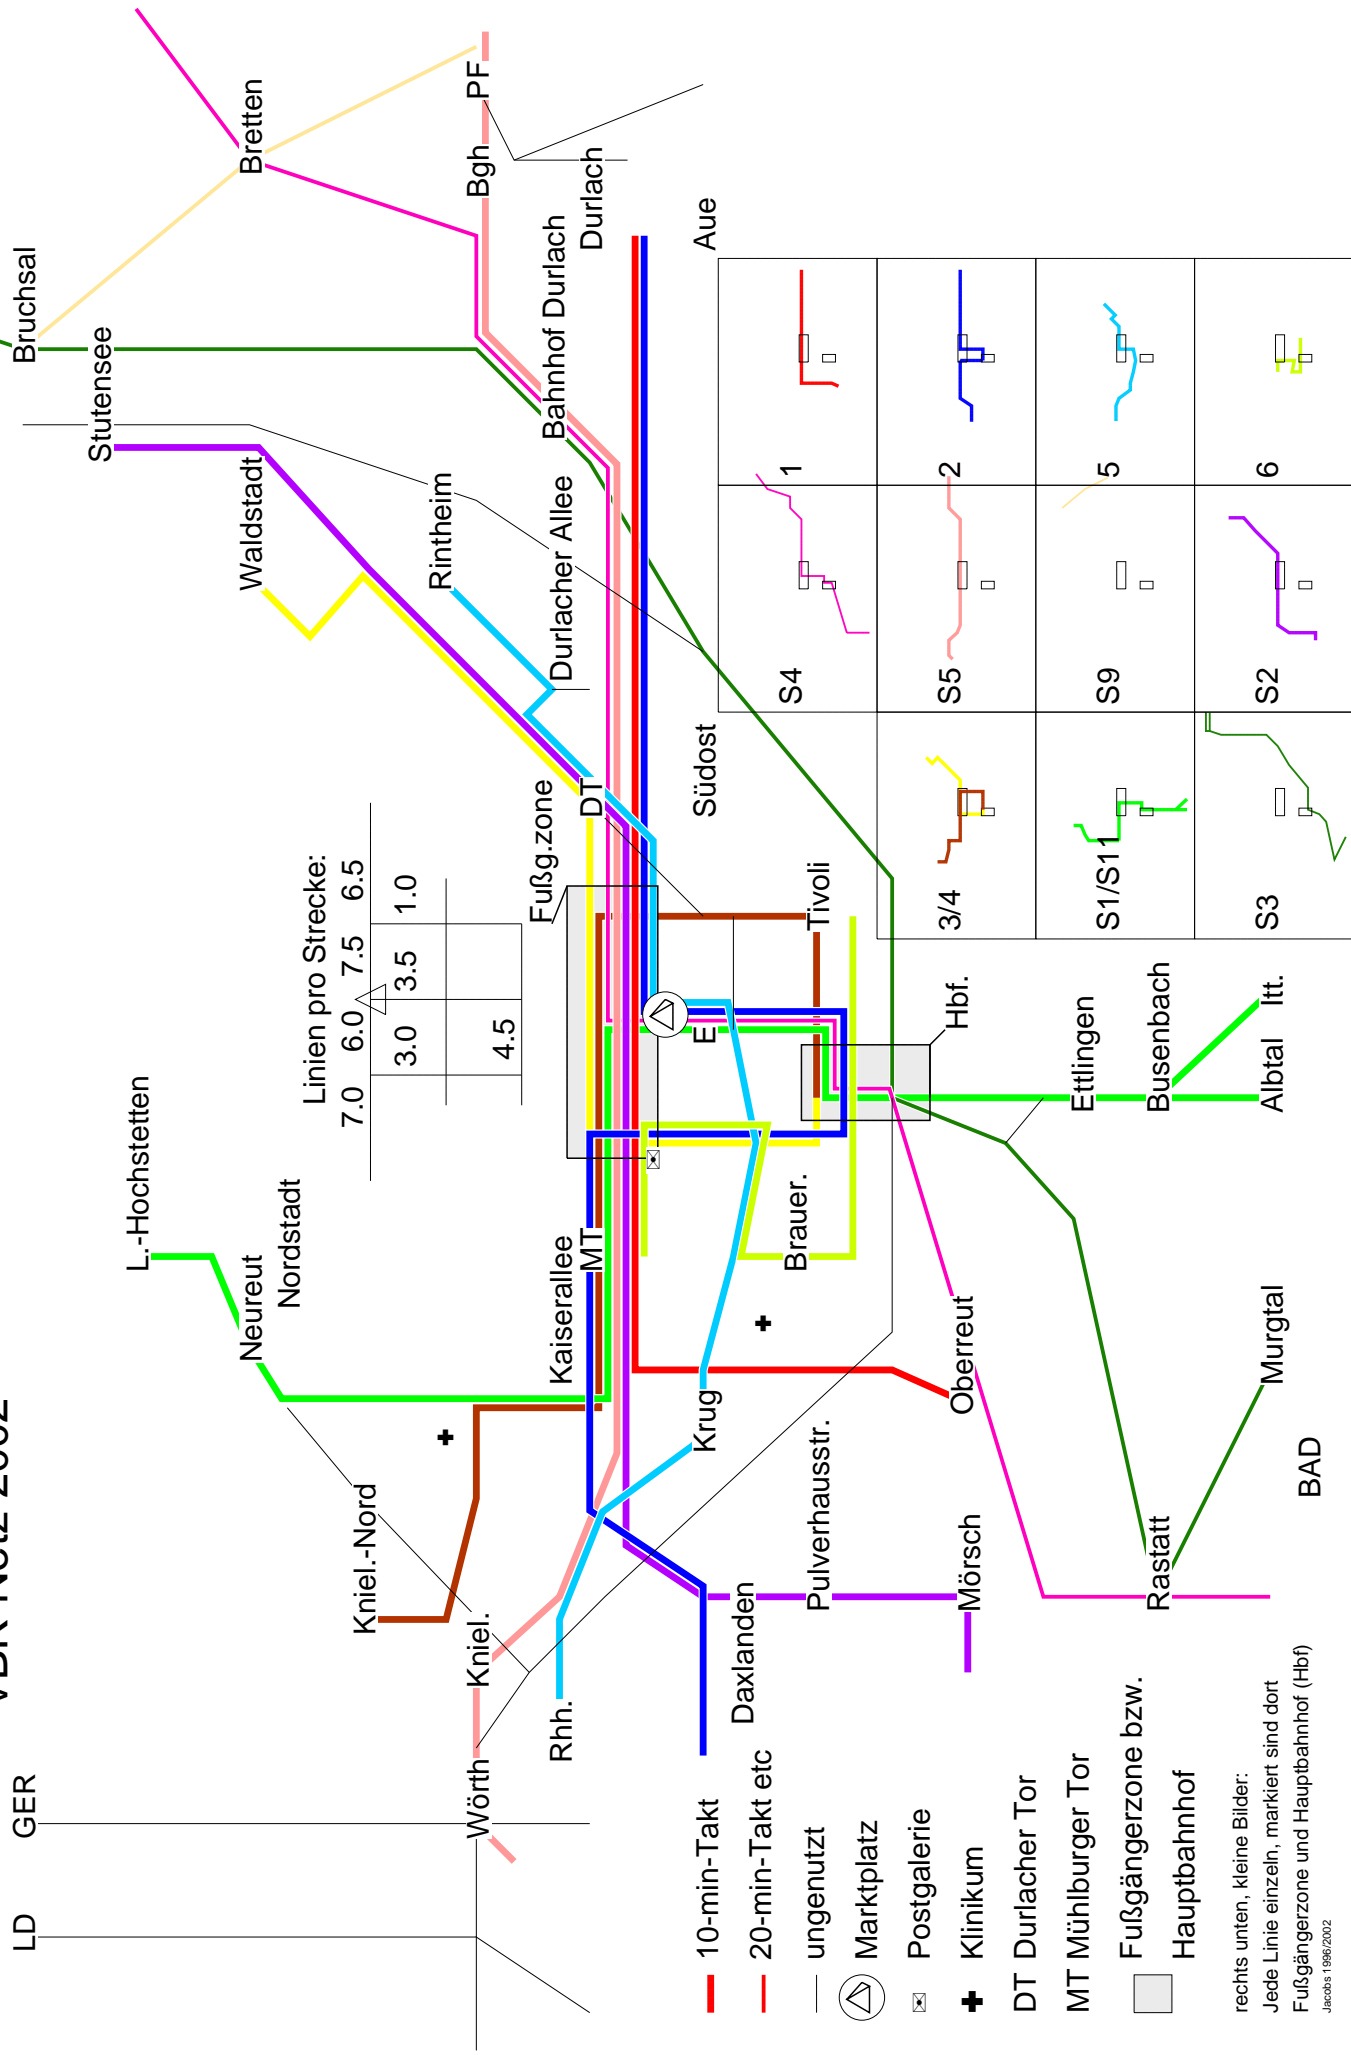 VBK-Netz 2002
LD
GER
L.-Hochstetten
Neureut
Nordstadt
Bruchsal
Stutensee
Bretten
Waldstadt
Linien pro Strecke:
7.0 6.0 7.5 6.5
3.0 3.5 1.0
4.5
Rintheim
Kniel.-Nord
Wörth
Kniel.
Bgh
PF
Rhh.
Kaiserallee
Fußg.zone
Durlacher Allee
Bahnhof Durlach
MT
DT
Durlach
Krug
E
Südost
Aue
Daxlanden
Pulverhausstr.
Brauer.
Tivoli
Mörsch
Oberreut
Hbf.
Ettlingen
Busenbach
Rastatt
Murgtal
Albtal
Itt.
BAD
10-min-Takt
20-min-Takt etc
ungenutzt
Marktplatz
Postgalerie
Klinikum
DT Durlacher Tor
MT Mühlburger Tor
Fußgängerzone bzw.
Hauptbahnhof
rechts unten, kleine Bilder:
Jede Linie einzeln, markiert sind dort
Fußgängerzone und Hauptbahnhof (Hbf)
Jacobs 1996/2002
S4
1
3/4
S5
2
S1/S11
S9
5
S3
S2
6